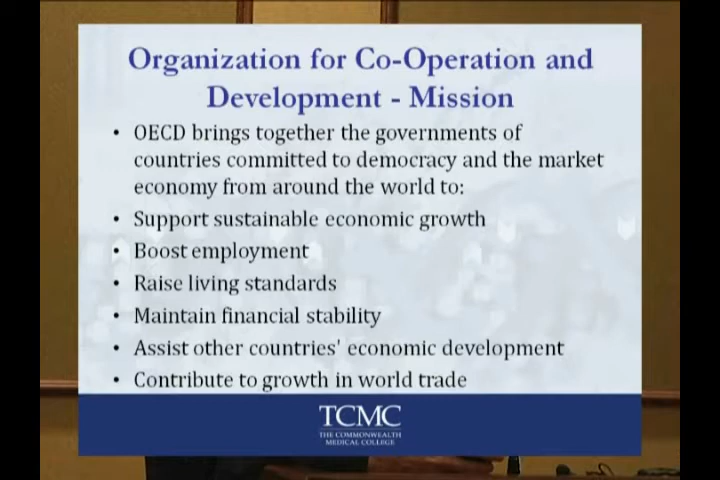 Organization for Co-Operation and
Development - Mission
• OECD brings together the governments of
countries committed to democracy and the market
economy from around the world to:
• Support sustainable economic growth
• Boost employment
• Raise living standards
• Maintain financial stability
• Assist other countries' economic development
• Contribute to growth in world trade
TCMC
THE COMMONWEALTH
MEDICAL COLLEGE